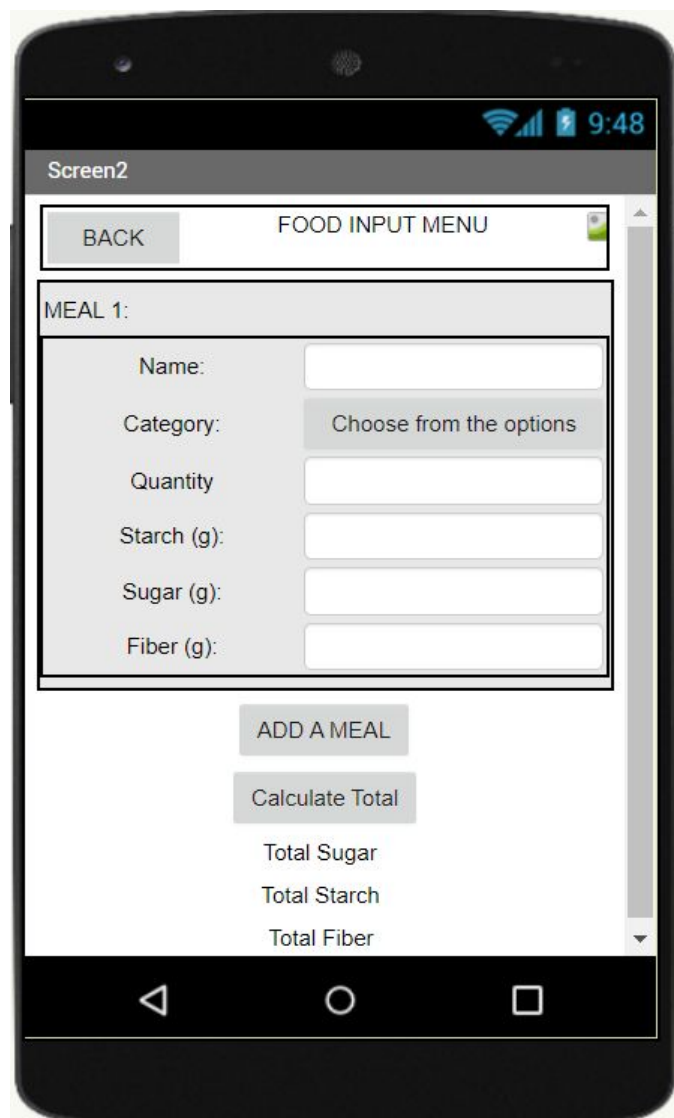 9:48
Screen2
BACK FOOD INPUT MENU
MEAL 1:
Name:
Category: Choose from the options
Quantity
Starch (g):
Sugar (g):
Fiber (g):
ADD A MEAL
Calculate Total
Total Sugar
Total Starch
Total Fiber